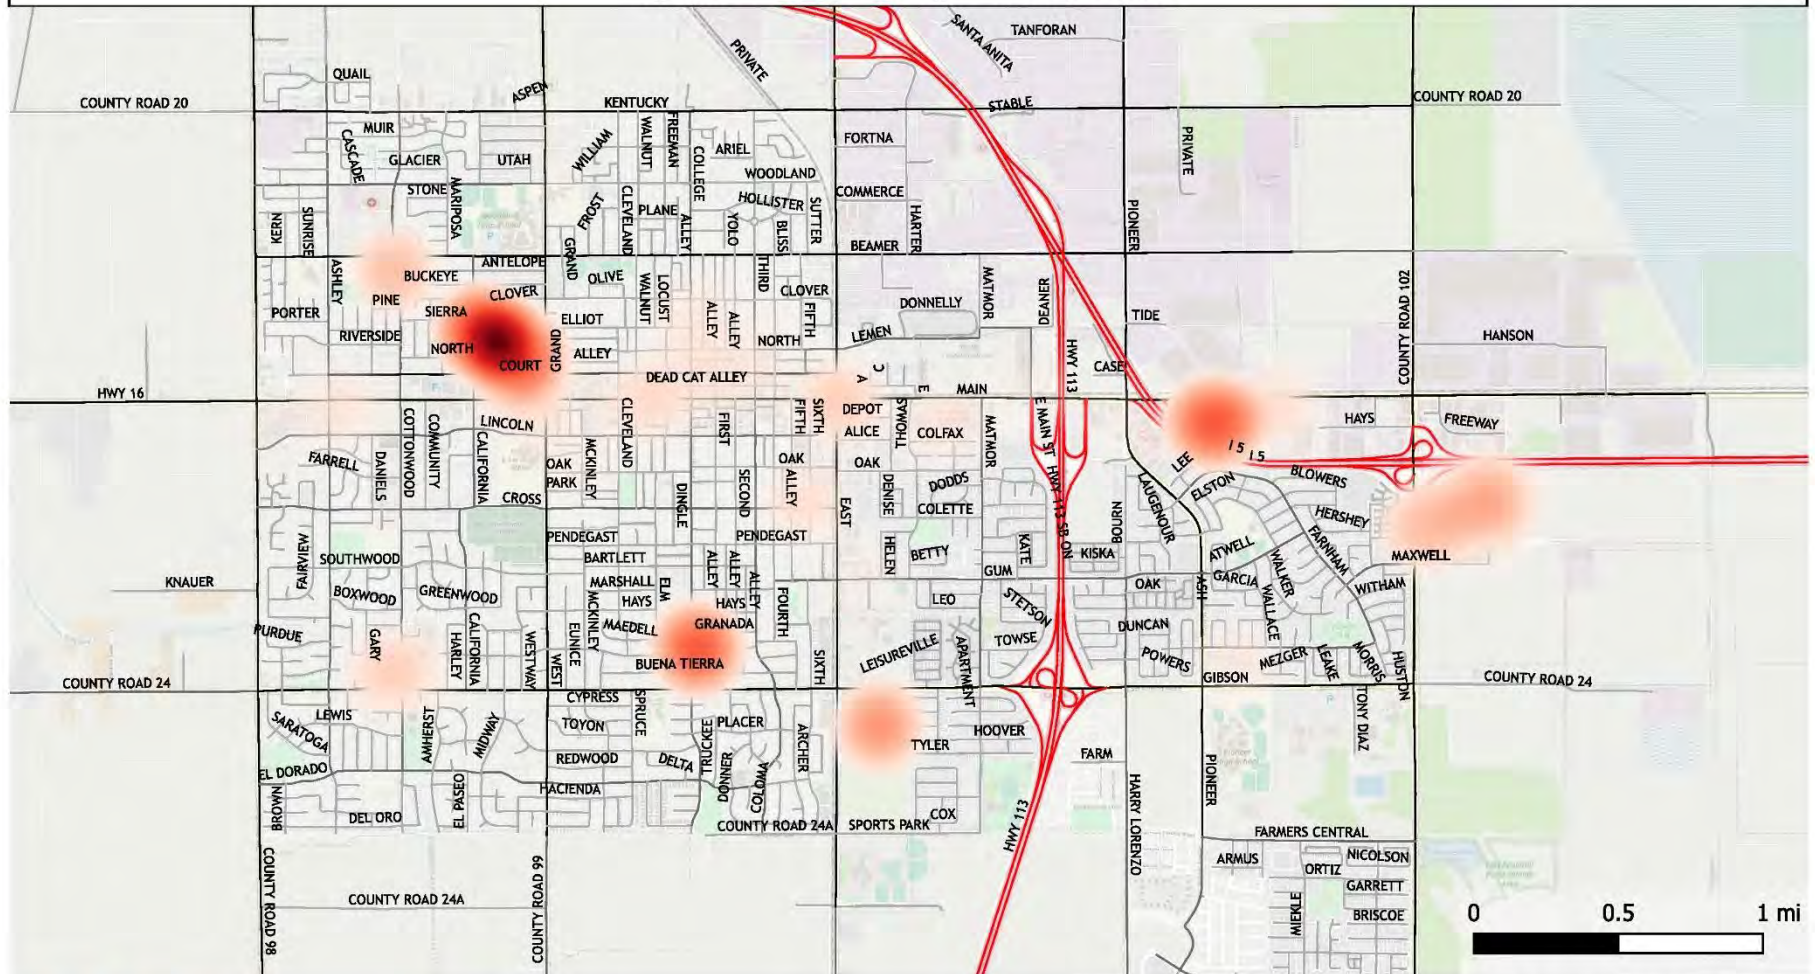 SANTA ANITA
TANFORAN
PRIVATE
QUAIL
ASPEN
COUNTY ROAD 20
KENTUCKY
STABLE
COUNTY ROAD 20
MUIR
CASCADE
GLACIER
UTAH
WILLIAM
WALNUT
FREEMAN
COLLEGE
ARIEL
WOODLAND
FORTNA
PRIVATE
STONE
MARIPOSA
COMMERCE
KERN
SUNRISE
FROST
CLEVELAND
PLANE
ALLEY
HOLLISTER
YOLO
BLISS
SUTTER
HARTER
PIONEER
BEAMER
GRAND
ANTELOPE
ASHLEY
BUCKEYE
OLIVE
WALNUT
LOCUST
THIRD
CLOVER
MATMOR
DEANER
COUNTY ROAD 102
PINE
CLOVER
DONNELLY
PORTER
SIERRA
ELLIOT
ALLEY
ALLEY
FIFTH
TIDE
RIVERSIDE
NORTH
GRAND
ALLEY
NORTH
LEMEN
HANSON
COURT
HWY 113
CASE
DEAD CAT ALLEY
C
A
E
MAIN
HWY 16
COTTONWOOD
COMMUNITY
LINCOLN
CLEVELAND
FIRST
FIFTH
SIXTH
DEPOT
THOMAS
ALICE
COLFAX
MATMOR
E MAIN ST
HAYS
FREEWAY
FARRELL
DANIELS
CALIFORNIA
OAK
PARK
MCKINLEY
OAK
ALLEY
OAK
I 5
I 5
LEE
BLOWERS
CROSS
DINGLE
SECOND
EAST
DENISE
DODDS
COLETTE
HWY 113 SB ON
BOURN
LAUGENOUR
ELSTON
HERSHEY
FAIRVIEW
PENDEGAST
PENDEGAST
HELEN
BETTY
KATE
KISKA
ATWELL
FARNHAM
MAXWELL
SOUTHWOOD
BARTLETT
ALLEY
ALLEY
GUM
KNAUER
BOXWOOD
GREENWOOD
MARSHALL
ELM
ALLEY
OAK
ASH
GARCIA
WALKER
WITHAM
HAYS
HAYS
FOURTH
LEO
STETSON
WALLACE
PURDUE
GARY
HARLEY
CALIFORNIA
WESTWAY
EUNICE
MCKINLEY
MAEDELL
GRANADA
LEISUREVILLE
APARTMENT
TOWSE
DUNCAN
WEST
BUENA TIERRA
SIXTH
POWERS
MEZGER
LEAKE
MORRIS
HUSTON
COUNTY ROAD 24
GIBSON
COUNTY ROAD 24
CYPRESS
SPRUCE
SARATOGA
LEWIS
AMHERST
MIDWAY
TOYON
TRUCKEE
PLACER
ARCHER
HOOVER
TONY DIAZ
TYLER
REDWOOD
DELTA
DONNER
COLOMA
FARM
PIONEER
EL DORADO
EL PASEO
HACIENDA
BROWN
DEL ORO
COUNTY ROAD 24A
SPORTS PARK
COX
HWY 113
HARRY LORENZO
FARMERS CENTRAL
COUNTY ROAD 98
COUNTY ROAD 99
ARMUS
ORTIZ
NICOLSON
COUNTY ROAD 24A
GARRETT
MEIKLE
BRISCOE
0 0.5 1 mi